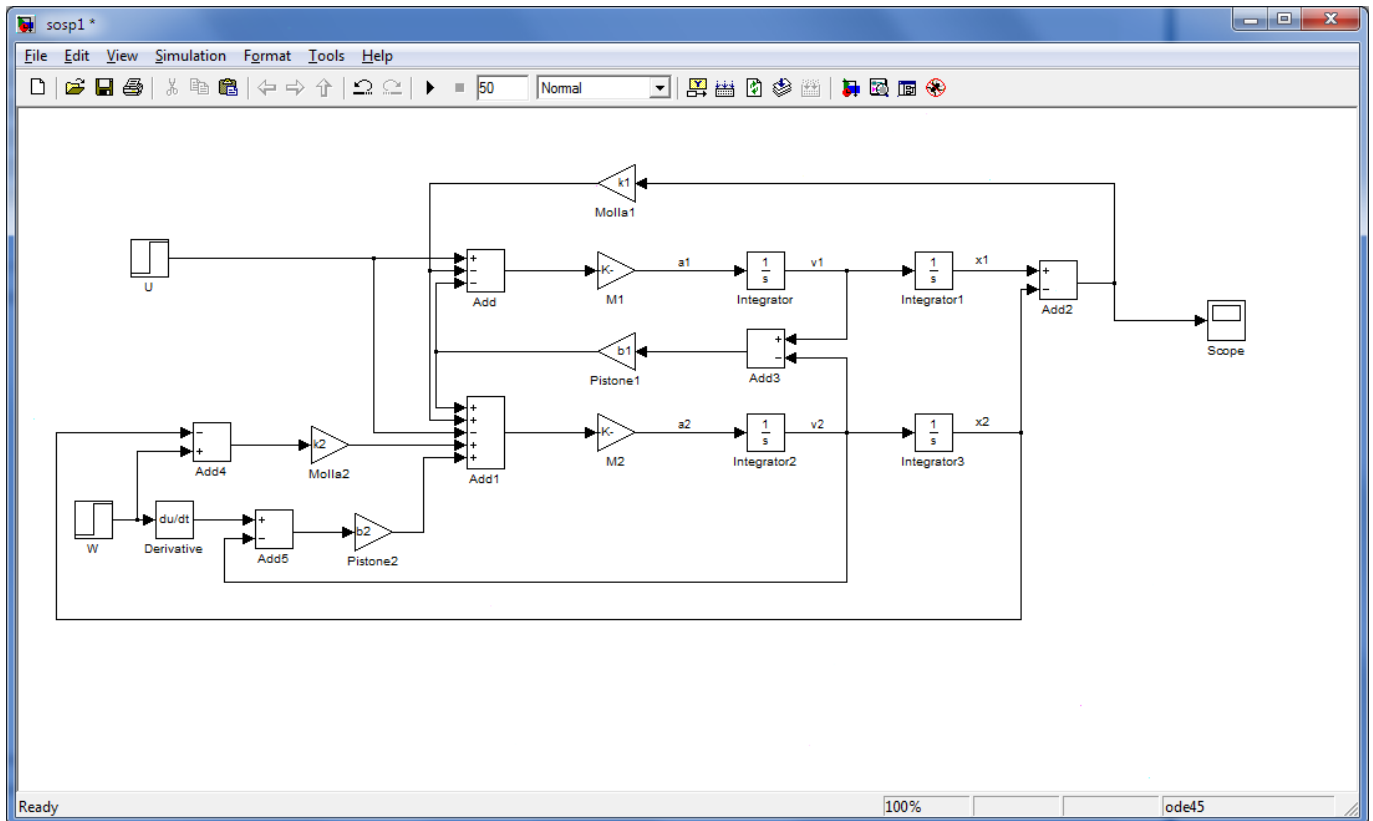 sosp1 *
File Edit View Simulation Format Tools Help
50 Normal
k1
Molla1
U
+
−
−
Add
-K-
M1
a1
1
s
Integrator
v1
1
s
Integrator1
x1
+
−
Add2
Scope
b1
Pistone1
+
−
Add3
+
+
−
+
+
Add1
-K-
M2
a2
1
s
Integrator2
v2
1
s
Integrator3
x2
−
+
Add4
k2
Molla2
W
du/dt
Derivative
+
−
Add5
b2
Pistone2
Ready 100% ode45